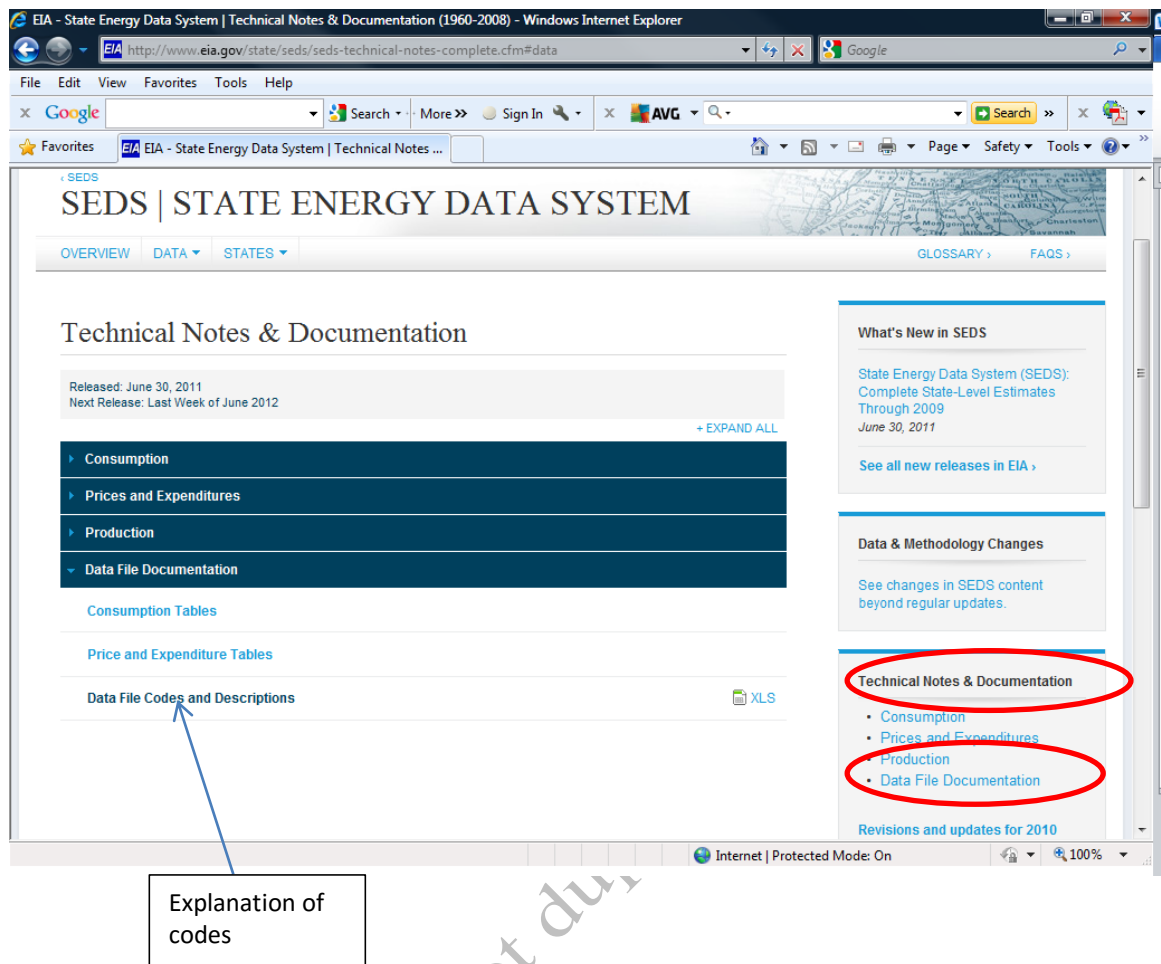 EIA - State Energy Data System | Technical Notes & Documentation (1960-2008) - Windows Internet Explorer
EIA http://www.eia.gov/state/seds/seds-technical-notes-complete.cfm#data Google
File Edit View Favorites Tools Help
x Google Search More >> Sign In x AVG Search » x
Favorites EIA EIA - State Energy Data System | Technical Notes ... Page Safety Tools »
‹ SEDS
SEDS | STATE ENERGY DATA SYSTEM
OVERVIEW DATA STATES GLOSSARY › FAQS ›
Technical Notes & Documentation
Released: June 30, 2011
Next Release: Last Week of June 2012
+ EXPAND ALL
Consumption
Prices and Expenditures
Production
Data File Documentation
Consumption Tables
Price and Expenditure Tables
Data File Codes and Descriptions XLS
What's New in SEDS
State Energy Data System (SEDS):
Complete State-Level Estimates
Through 2009
June 30, 2011
See all new releases in EIA ›
Data & Methodology Changes
See changes in SEDS content
beyond regular updates.
Technical Notes & Documentation
• Consumption
• Prices and Expenditures
• Production
• Data File Documentation
Revisions and updates for 2010
Internet | Protected Mode: On 100%
Explanation of
codes